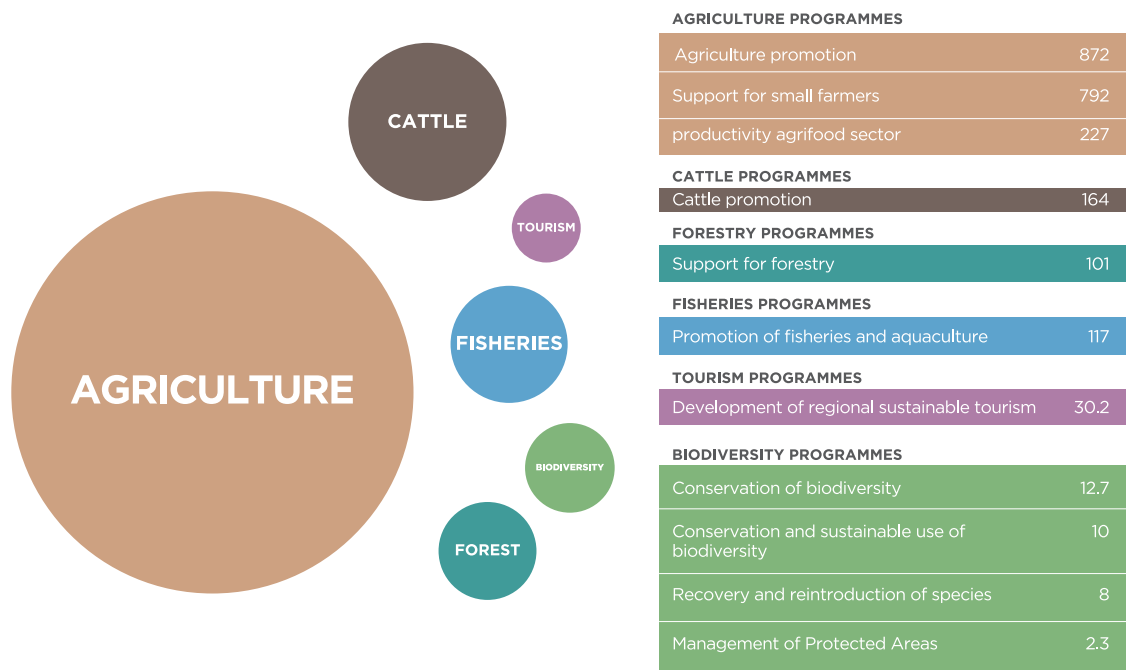 CATTLE
TOURISM
FISHERIES
AGRICULTURE
BIODIVERSITY
FOREST
AGRICULTURE PROGRAMMES
Agriculture promotion 872
Support for small farmers 792
productivity agrifood sector 227
CATTLE PROGRAMMES
Cattle promotion 164
FORESTRY PROGRAMMES
Support for forestry 101
FISHERIES PROGRAMMES
Promotion of fisheries and aquaculture 117
TOURISM PROGRAMMES
Development of regional sustainable tourism 30.2
BIODIVERSITY PROGRAMMES
Conservation of biodiversity 12.7
Conservation and sustainable use of 10
biodiversity
Recovery and reintroduction of species 8
Management of Protected Areas 2.3